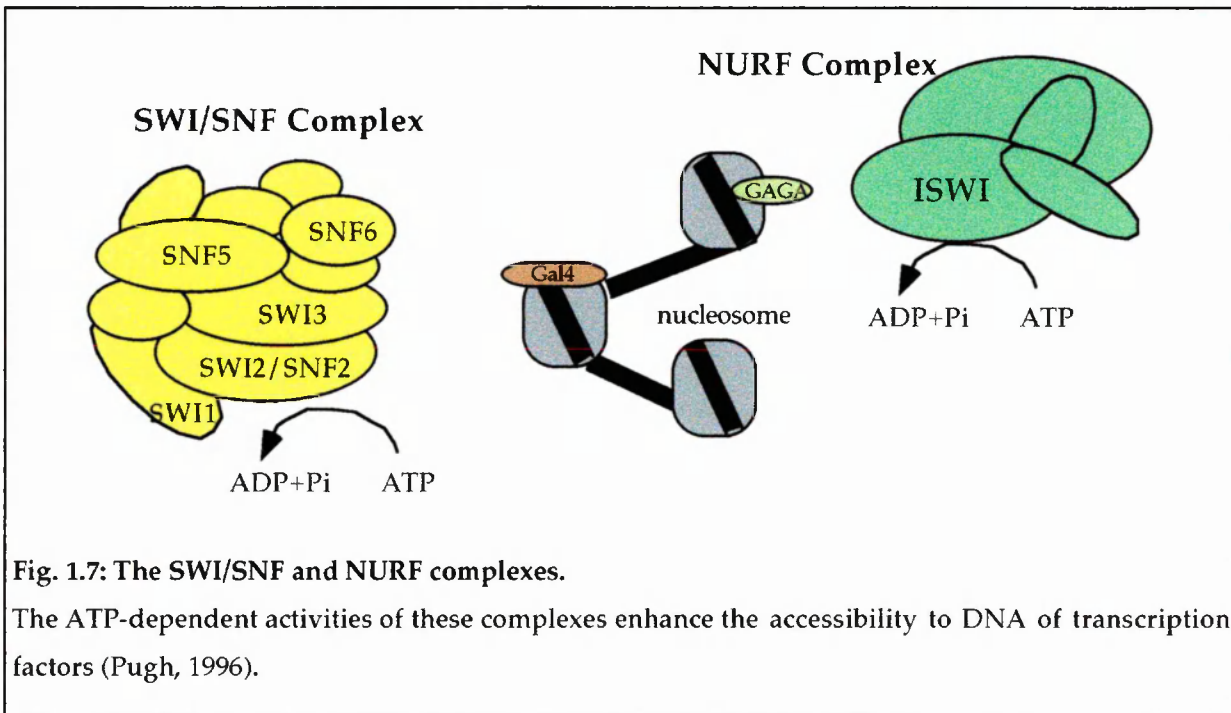 NURF Complex
SWI/SNF Complex
GAGA
ISWI
SNF6
SNF5
Gal4
SWI3
nucleosome
ADP+Pi ATP
SWI2/SNF2
SWI1
ADP+Pi ATP
Fig. 1.7: The SWI/SNF and NURF complexes.
The ATP-dependent activities of these complexes enhance the accessibility to DNA of transcription
factors (Pugh, 1996).